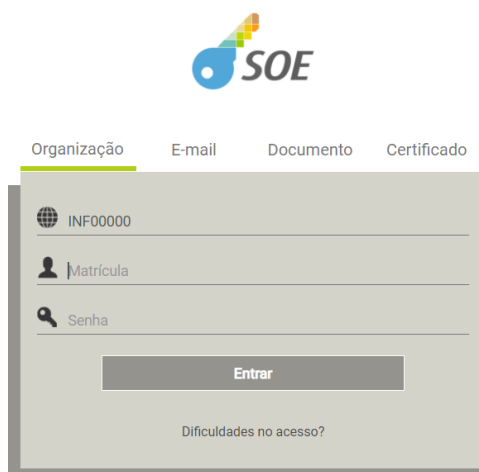 SOE
Organização E-mail Documento Certificado
INF00000
Matrícula
Senha
Entrar
Dificuldades no acesso?